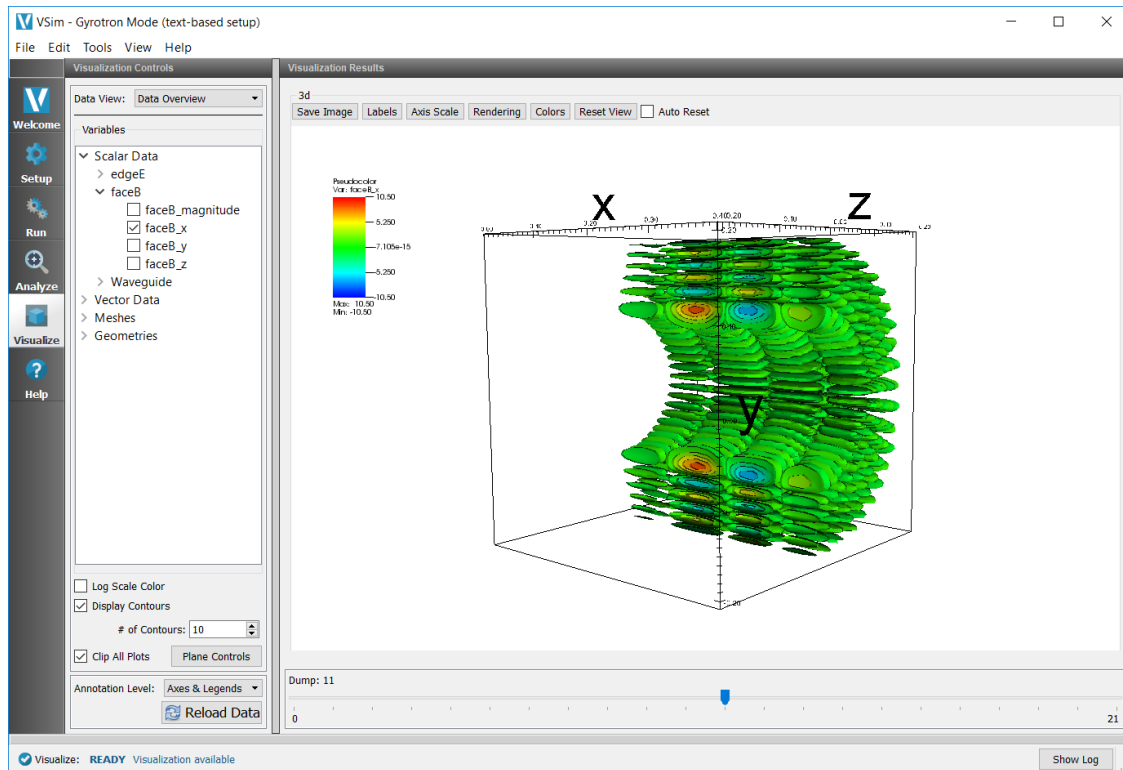 VSim - Gyrotron Mode (text-based setup)
File Edit Tools View Help
Visualization Controls
Visualization Results
Welcome
Setup
Run
Analyze
Visualize
Help
Data View: Data Overview
Variables
Scalar Data
edgeE
faceB
faceB_magnitude
faceB_x
faceB_y
faceB_z
Waveguide
Vector Data
Meshes
Geometries
Log Scale Color
Display Contours
# of Contours: 10
Clip All Plots Plane Controls
Annotation Level: Axes & Legends
Reload Data
3d
Save Image Labels Axis Scale Rendering Colors Reset View Auto Reset
Pseudocolor
Var: faceB_x
10.50
5.250
-7.105e-15
-5.250
-10.50
Max: 10.50
Min: -10.50
X
Z
y
Dump: 11
0
21
Visualize: READY Visualization available
Show Log